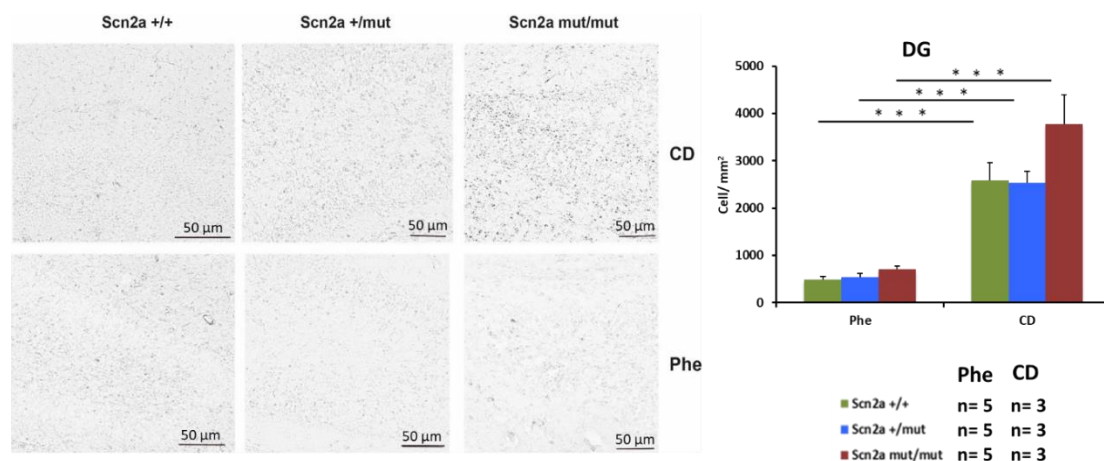 Scn2a +/+ Scn2a +/mut Scn2a mut/mut
50 µm 50 µm 50 µm
CD
50 µm 50 µm 50 µm
Phe
DG
* * *
* * *
* * *
Cell/ mm²
5000
4000
3000
2000
1000
0
Phe CD
Phe CD
Scn2a +/+ n= 5 n= 3
Scn2a +/mut n= 5 n= 3
Scn2a mut/mut n= 5 n= 3